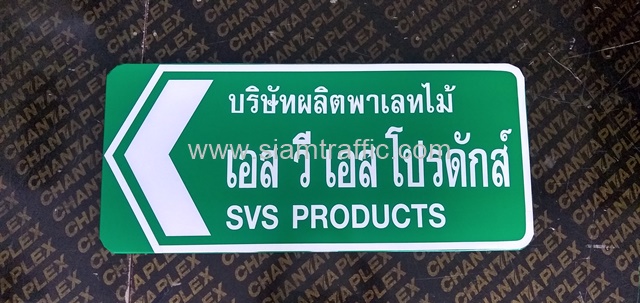 บริษัทผลิตพาเลทไม้
เอส วี เอส โปรดักส์
SVS PRODUCTS
www.siamtraffic.com
CHANTAPLEX